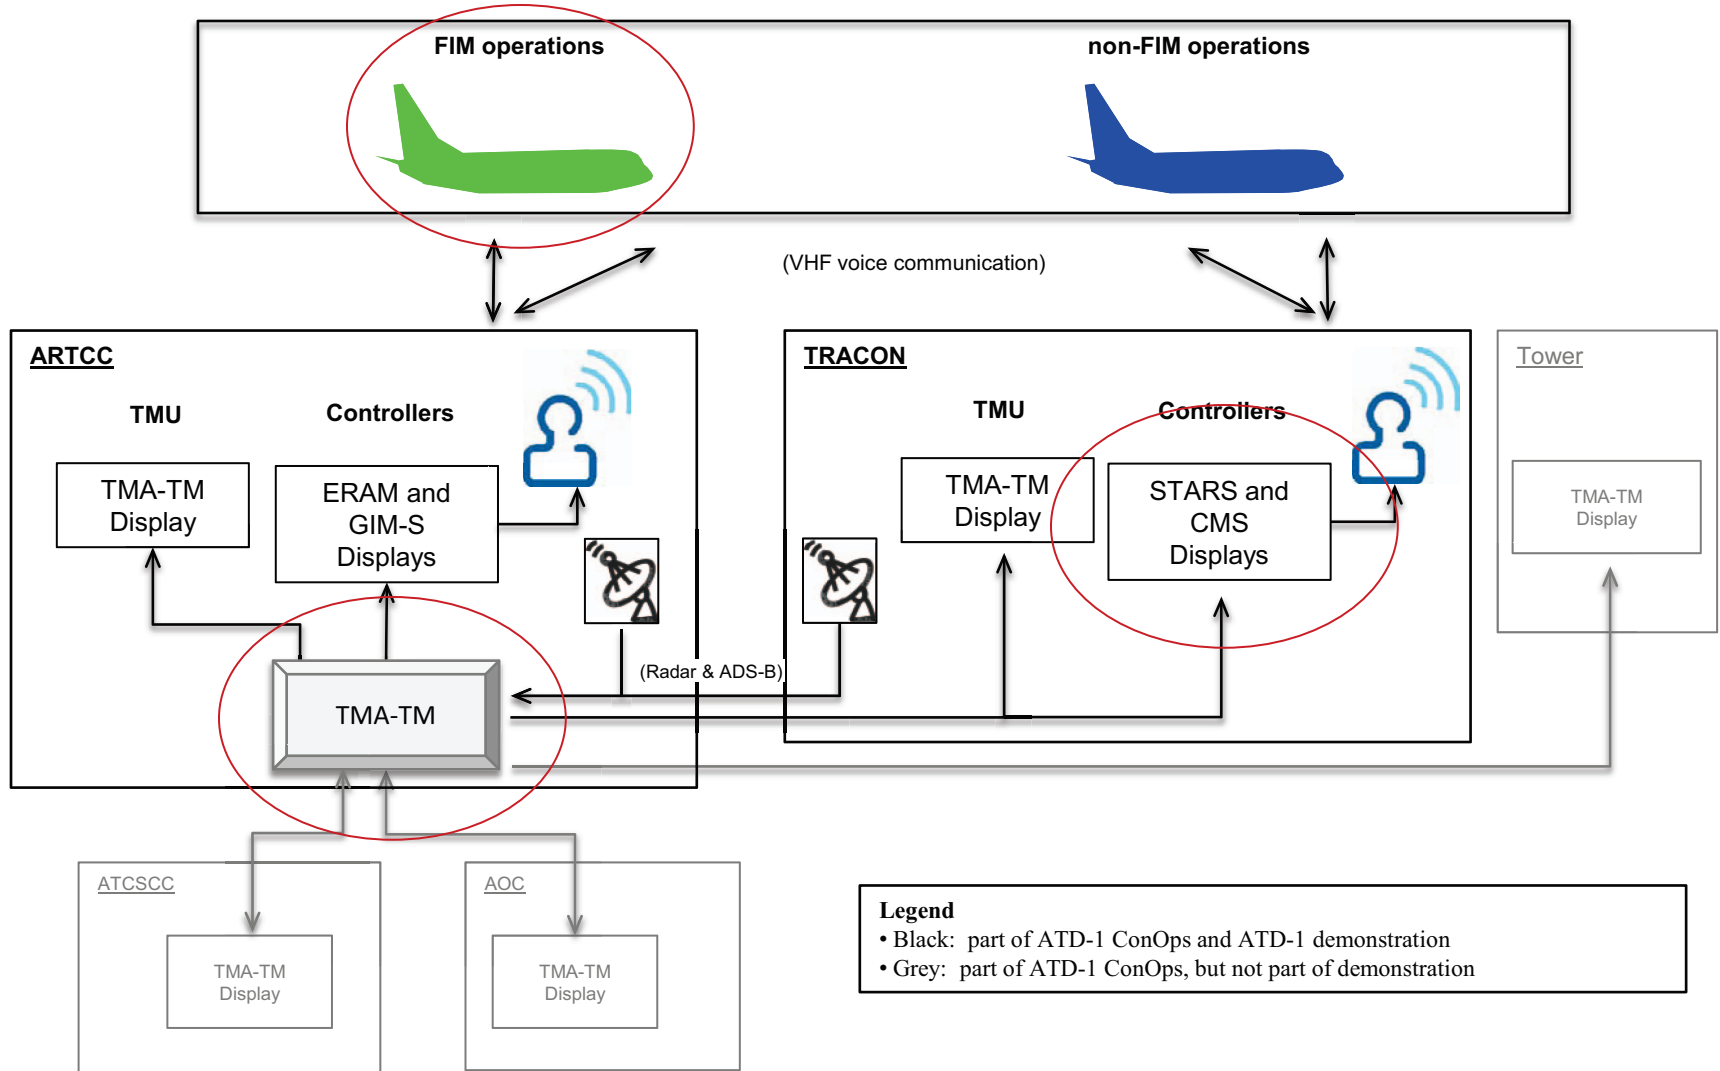 FIM operations
non-FIM operations
(VHF voice communication)
ARTCC
TMU
Controllers
TMA-TM
Display
ERAM and
GIM-S
Displays
TMA-TM
(Radar & ADS-B)
TRACON
TMU
Controllers
TMA-TM
Display
STARS and
CMS
Displays
Tower
TMA-TM
Display
ATCSCC
TMA-TM
Display
AOC
TMA-TM
Display
Legend
• Black:  part of ATD-1 ConOps and ATD-1 demonstration
• Grey:  part of ATD-1 ConOps, but not part of demonstration